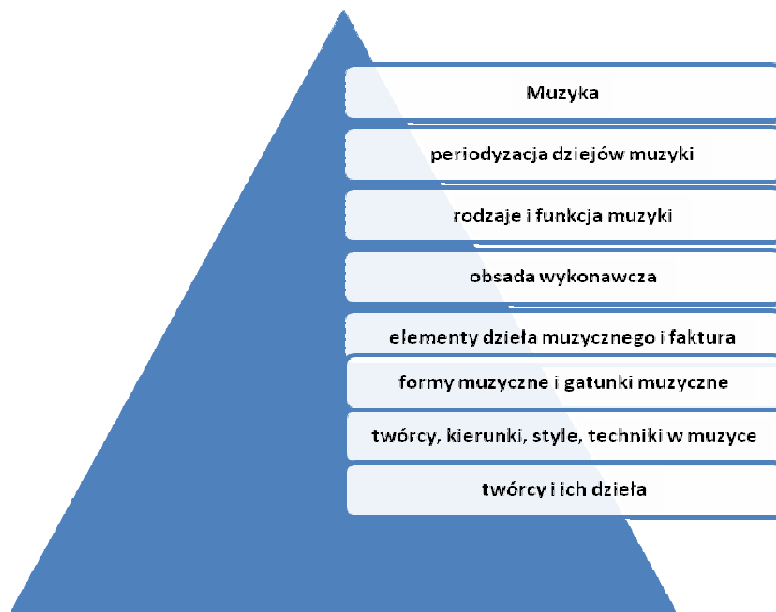 Muzyka
periodyzacja dziejów muzyki
rodzaje i funkcja muzyki
obsada wykonawcza
elementy dzieła muzycznego i faktura
formy muzyczne i gatunki muzyczne
twórcy, kierunki, style, techniki w muzyce
twórcy i ich dzieła